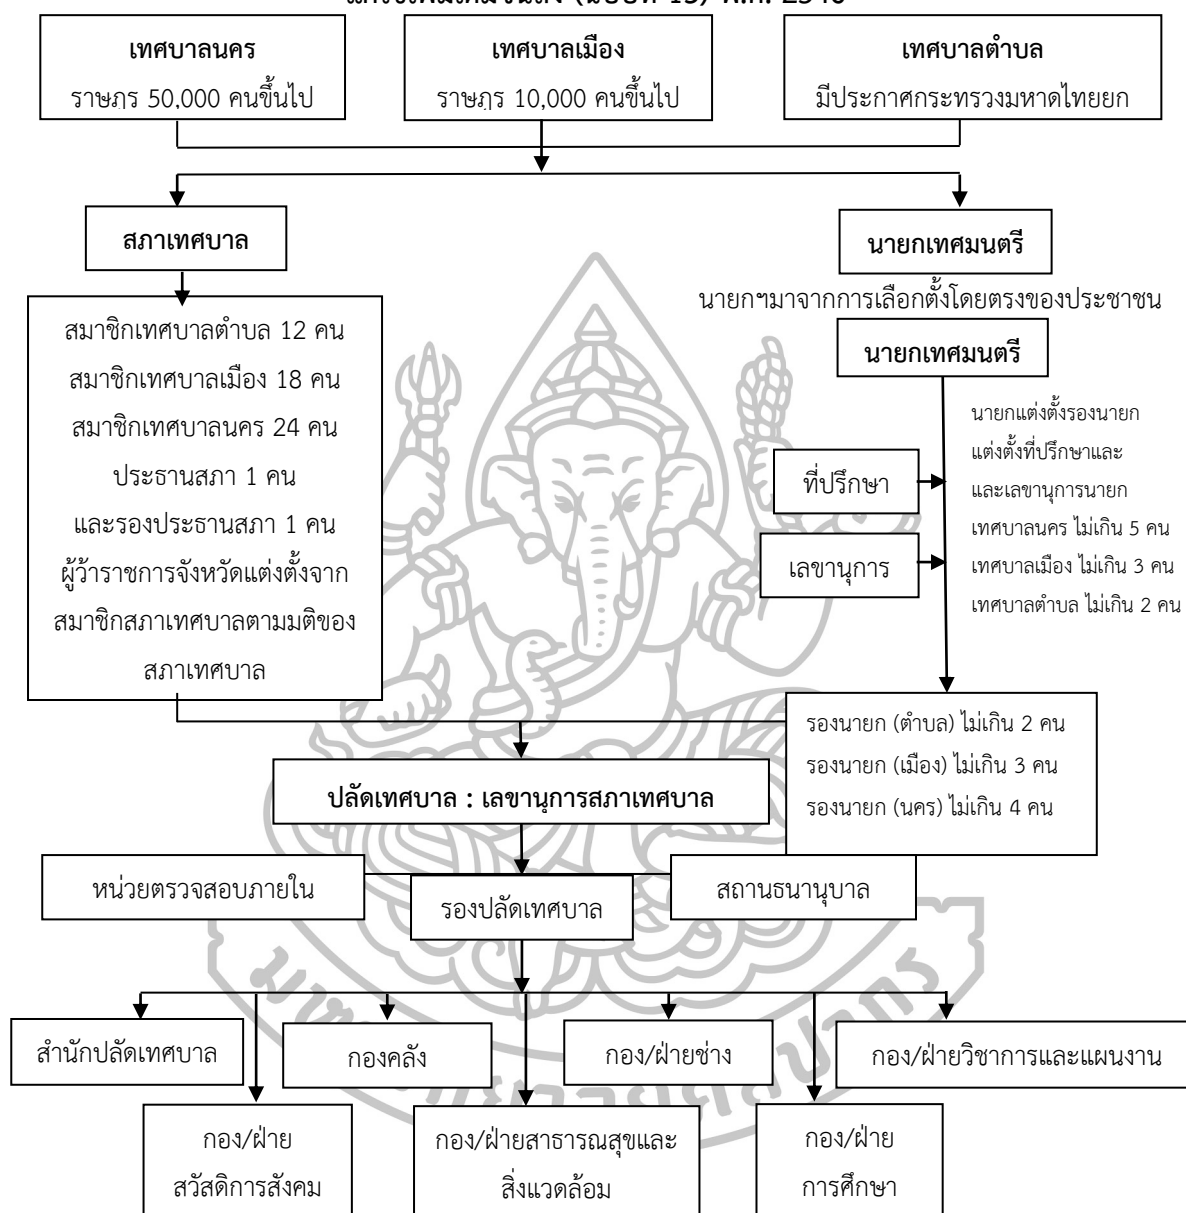 แก้ไขเพิ่มเติมจนถึง (ฉบับที่ 13) พ.ศ. 2546
เทศบาลนคร
ราษฎร 50,000 คนขึ้นไป
เทศบาลเมือง
ราษฎร 10,000 คนขึ้นไป
เทศบาลตำบล
มีประกาศกระทรวงมหาดไทยยก
สภาเทศบาล
นายกเทศมนตรี
นายกฯมาจากการเลือกตั้งโดยตรงของประชาชน
สมาชิกเทศบาลตำบล 12 คน
สมาชิกเทศบาลเมือง 18 คน
สมาชิกเทศบาลนคร 24 คน
ประธานสภา 1 คน
และรองประธานสภา 1 คน
ผู้ว้าราชการจังหวัดแต่งตั้งจาก
สมาชิกสภาเทศบาลตามมติของ
สภาเทศบาล
นายกเทศมนตรี
นายกแต่งตั้งรองนายก
แต่งตั้งที่ปรึกษาและ
และเลขานุการนายก
เทศบาลนคร ไม่เกิน 5 คน
เทศบาลเมือง ไม่เกิน 3 คน
เทศบาลตำบล ไม่เกิน 2 คน
ที่ปรึกษา
เลขานุการ
รองนายก (ตำบล) ไม่เกิน 2 คน
รองนายก (เมือง) ไม่เกิน 3 คน
รองนายก (นคร) ไม่เกิน 4 คน
ปลัดเทศบาล : เลขานุการสภาเทศบาล
หน่วยตรวจสอบภายใน
รองปลัดเทศบาล
สถานธนานุบาล
สำนักปลัดเทศบาล
กองคลัง
กอง/ฝ่ายช่าง
กอง/ฝ่ายวิชาการและแผนงาน
กอง/ฝ่าย
สวัสดิการสังคม
กอง/ฝ่ายสาธารณสุขและ
สิ่งแวดล้อม
กอง/ฝ่าย
การศึกษา